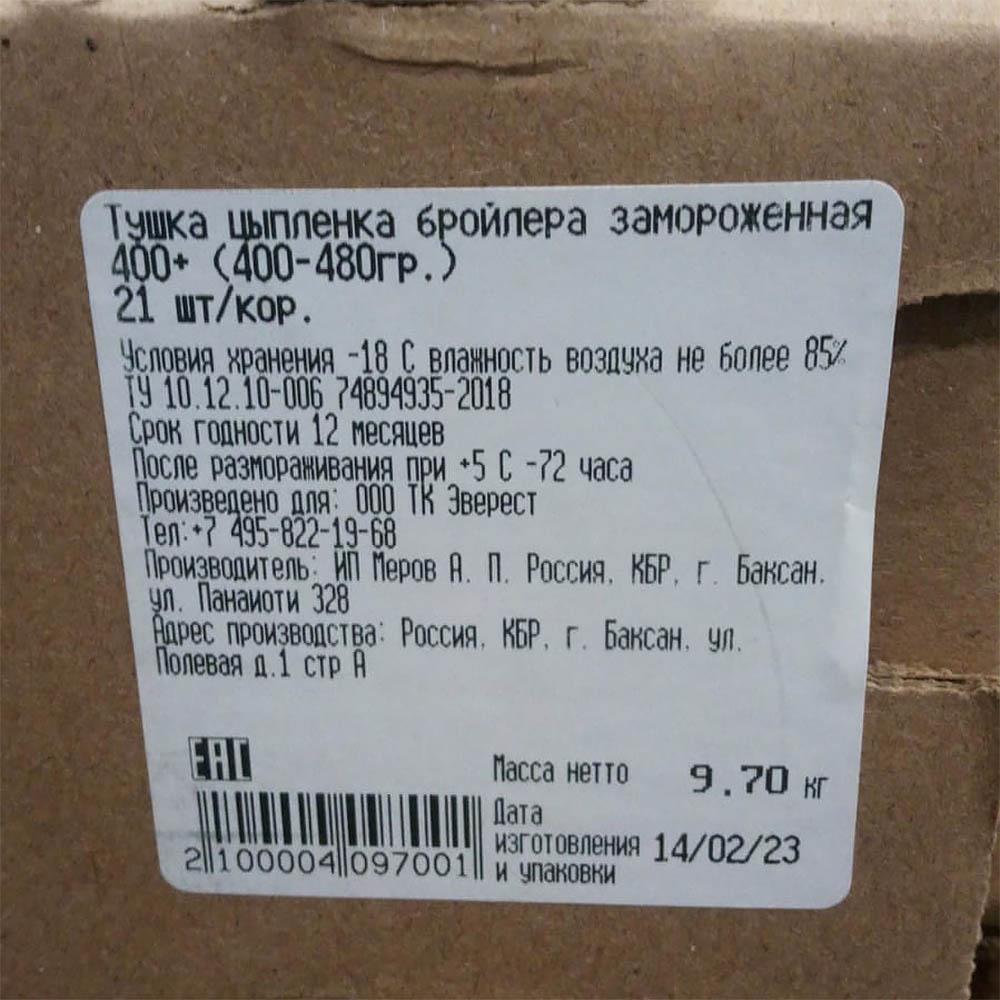 Тушка цыпленка бройлера замороженная
400+ (400-480гр.)
21 шт/кор.
Условия хранения -18 С влажность воздуха не более 85%
ТУ 10.12.10-006 74894935-2018
Срок годности 12 месяцев
После размораживания при +5 С -72 часа
Произведено для: ООО ТК Эверест
Тел:+7 495-822-19-68
Производитель: ИП Меров А. П. Россия, КБР, г. Баксан,
ул. Панаиоти 328
Адрес производства: Россия, КБР, г. Баксан, ул.
Полевая д.1 стр А
EAC
Масса нетто 9.70 кг
Дата
изготовления 14/02/23
и упаковки
2 100004 097001